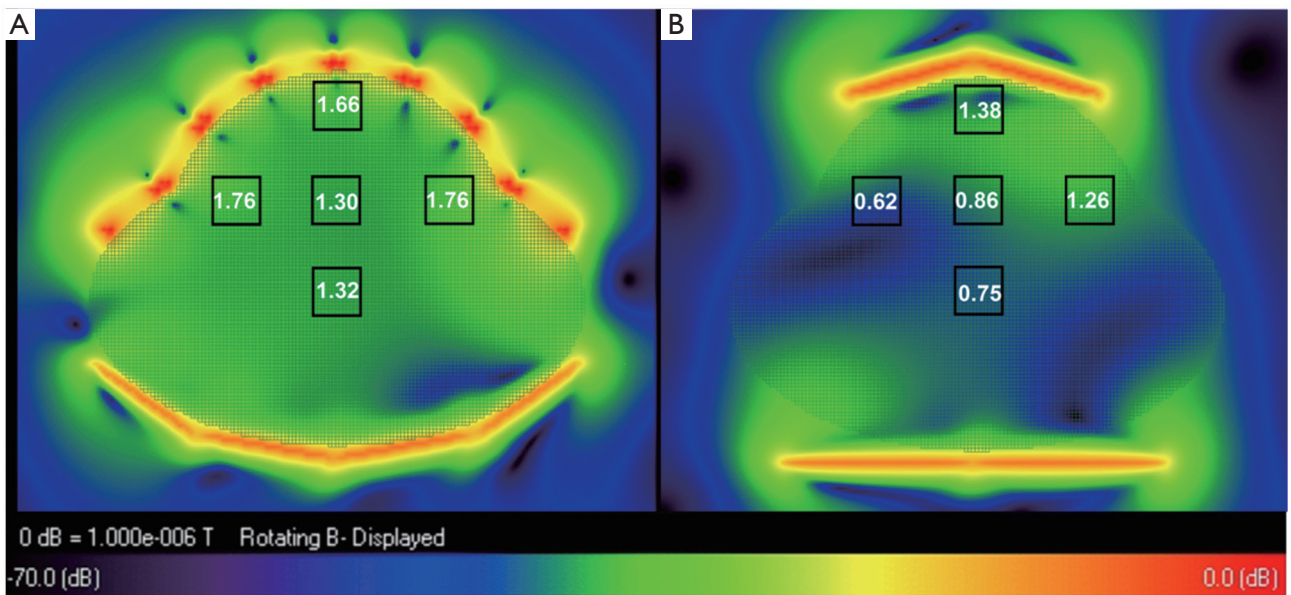 A
B
1.66
1.76 1.30 1.76
1.32
1.38
0.62 0.86 1.26
0.75
0 dB = 1.000e-006 T Rotating B- Displayed
-70.0 (dB) 0.0 (dB)